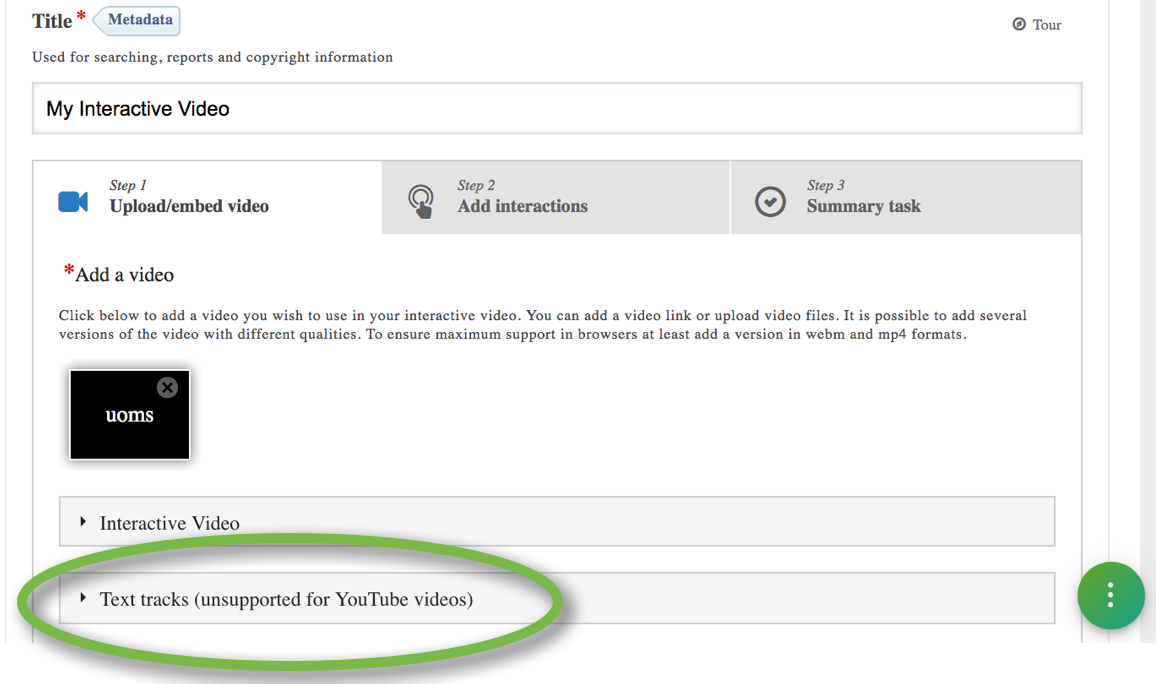 Title * Metadata
Tour
Used for searching, reports and copyright information
My Interactive Video
Step 1
Upload/embed video
Step 2
Add interactions
Step 3
Summary task
*Add a video
Click below to add a video you wish to use in your interactive video. You can add a video link or upload video files. It is possible to add several
versions of the video with different qualities. To ensure maximum support in browsers at least add a version in webm and mp4 formats.
uoms
Interactive Video
Text tracks (unsupported for YouTube videos)